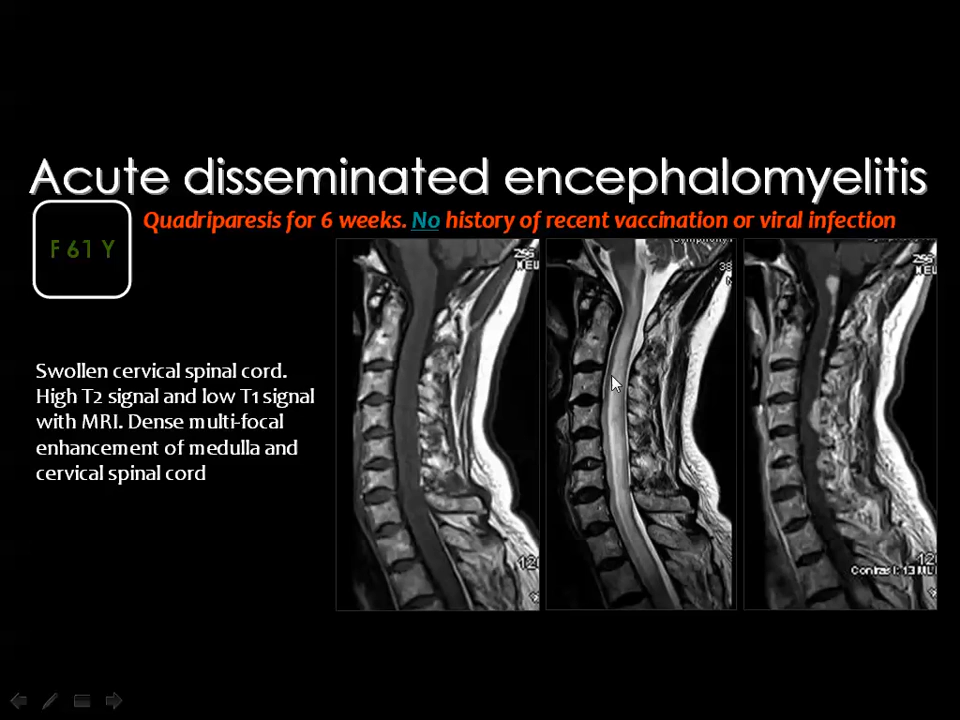 Acute disseminated encephalomyelitis
Quadriparesis for 6 weeks. No history of recent vaccination or viral infection
F 61 Y
Swollen cervical spinal cord.
High T2 signal and low T1 signal
with MRI. Dense multi-focal
enhancement of medulla and
cervical spinal cord